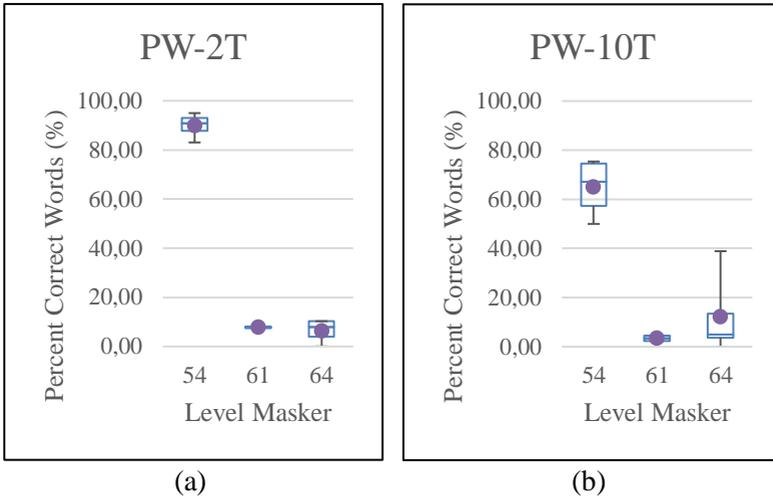 PW-2T
Percent Correct Words (%)
100,00
80,00
60,00
40,00
20,00
0,00
54 61 64
Level Masker
(a)
PW-10T
Percent Correct Words (%)
100,00
80,00
60,00
40,00
20,00
0,00
54 61 64
Level Masker
(b)